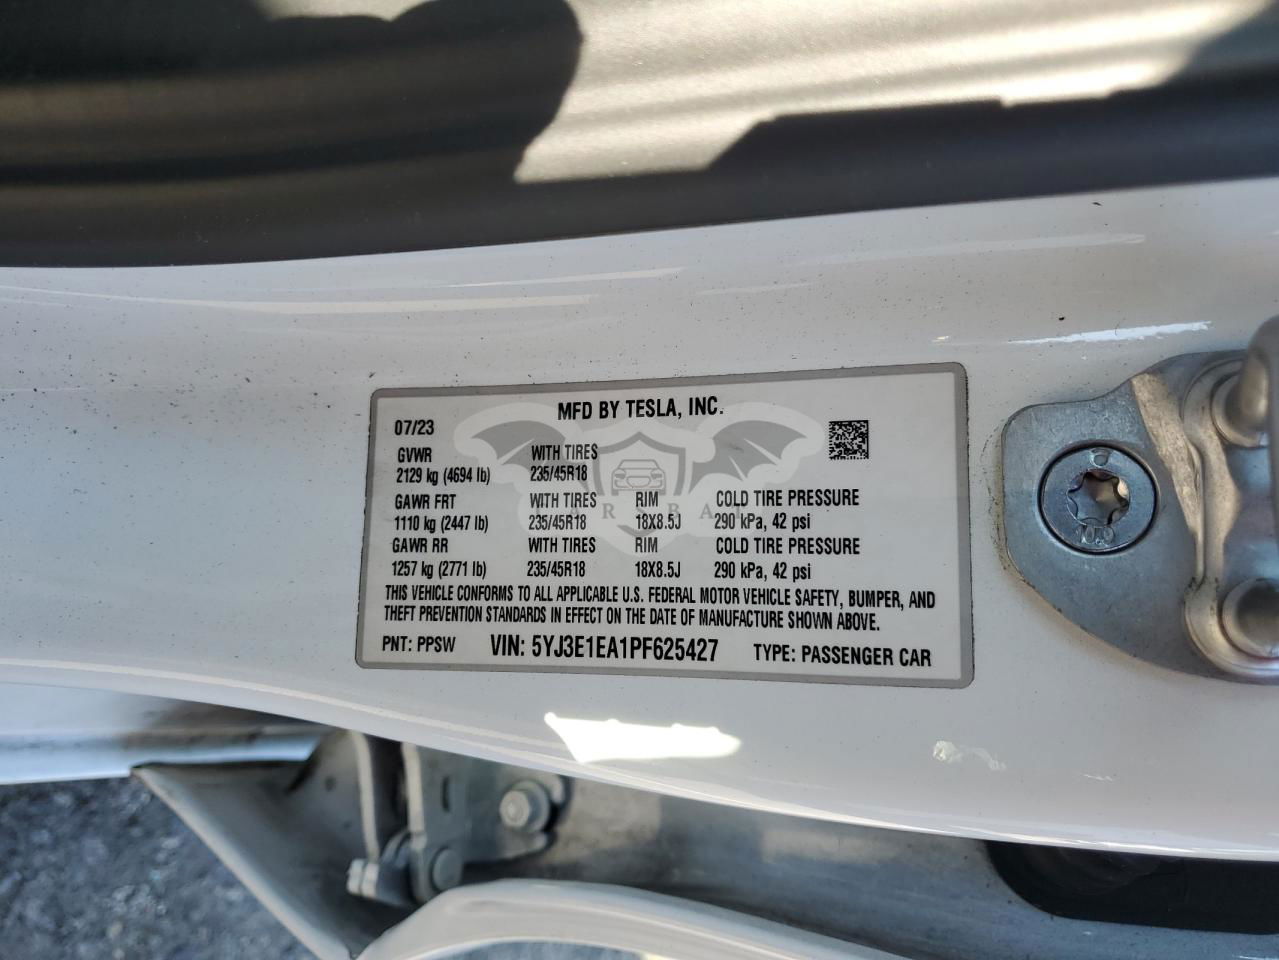 MFD BY TESLA, INC.
07/23
GVWR WITH TIRES
2129 kg (4694 lb) 235/45R18
GAWR FRT WITH TIRES RIM COLD TIRE PRESSURE
1110 kg (2447 lb) 235/45R18 18X8.5J 290 kPa, 42 psi
GAWR RR WITH TIRES RIM COLD TIRE PRESSURE
1257 kg (2771 lb) 235/45R18 18X8.5J 290 kPa, 42 psi
THIS VEHICLE CONFORMS TO ALL APPLICABLE U.S. FEDERAL MOTOR VEHICLE SAFETY, BUMPER, AND
THEFT PREVENTION STANDARDS IN EFFECT ON THE DATE OF MANUFACTURE SHOWN ABOVE.
PNT: PPSW VIN: 5YJ3E1EA1PF625427 TYPE: PASSENGER CAR